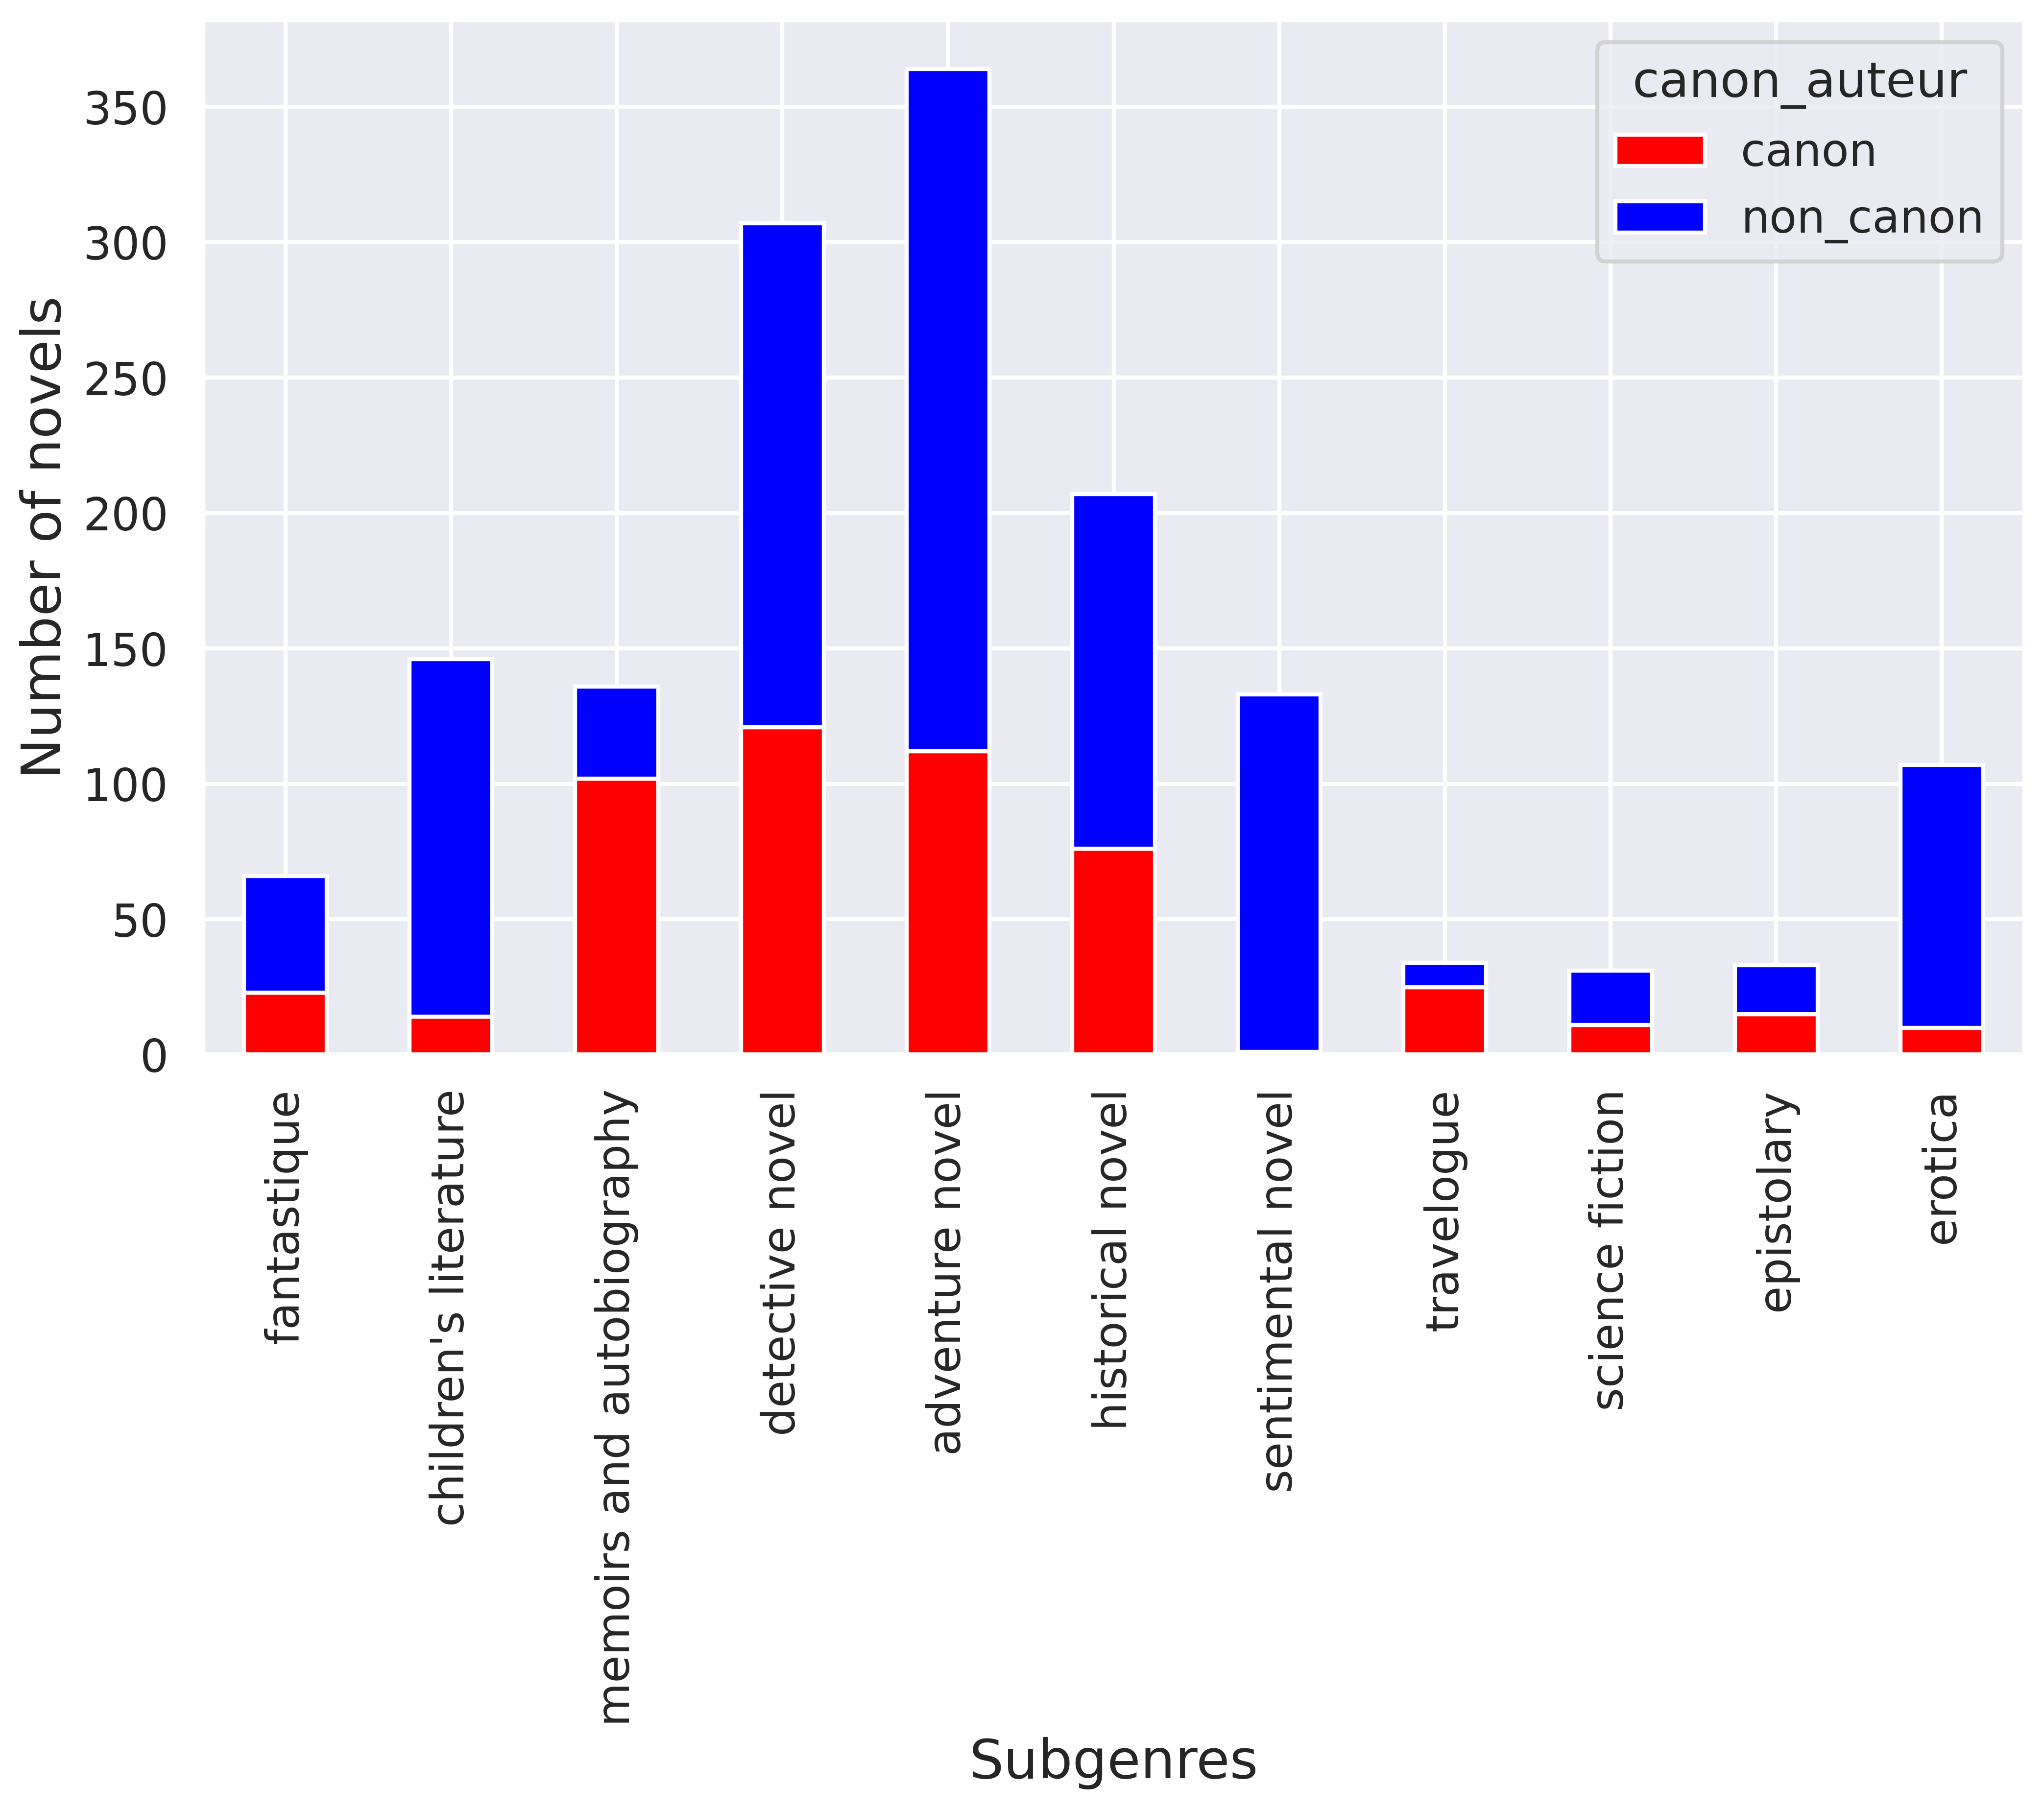 canon_auteur
canon
non_canon
Number of novels
350
300
250
200
150
100
50
0
fantastique
children's literature
memoirs and autobiography
detective novel
adventure novel
historical novel
sentimental novel
travelogue
science fiction
epistolary
erotica
Subgenres